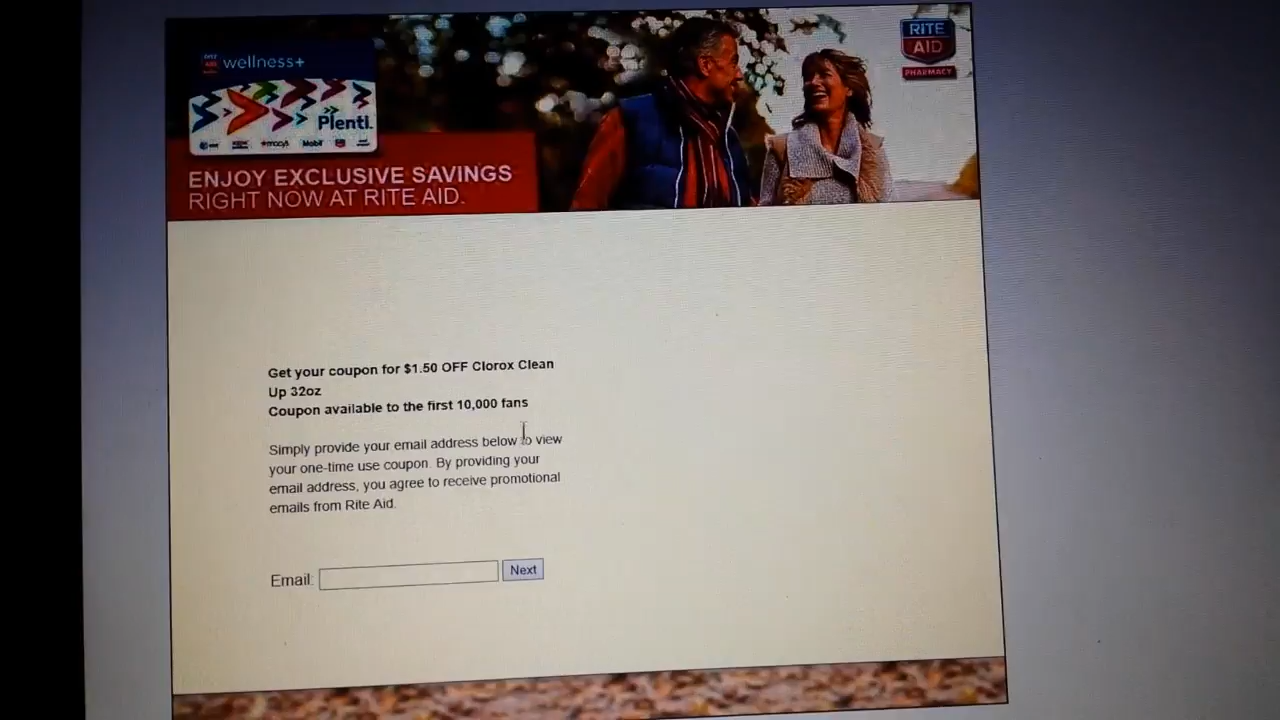 wellness+
Plenti
macy's
Mobil
RITE
AID
PHARMACY
ENJOY EXCLUSIVE SAVINGS
RIGHT NOW AT RITE AID.
Get your coupon for $1.50 OFF Clorox Clean
Up 32oz
Coupon available to the first 10,000 fans
Simply provide your email address below to view
your one-time use coupon. By providing your
email address, you agree to receive promotional
emails from Rite Aid.
Email:
Next